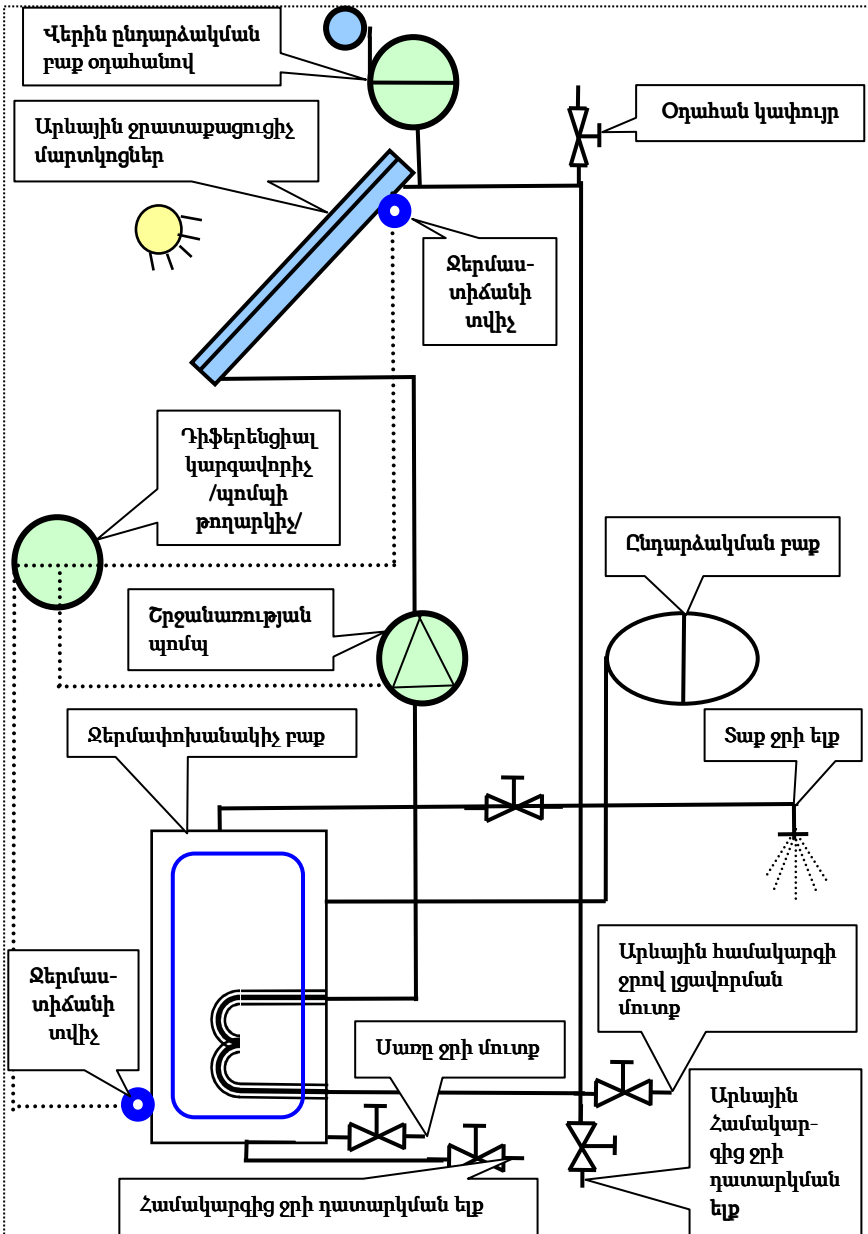 Վերին ընդարձակման
բաք օդահանով
Օդահան կափույր
Արևային ջրատաքացուցիչ
մարտկոցներ
Ջերմաս-
տիճանի
տվիչ
Դիֆերենցիալ
կարգավորիչ
/պոմպի
թողարկիչ/
Ընդարձակման բաք
Շրջանառության
պոմպ
Ջերմափոխանակիչ բաք
Տաք ջրի ելք
Արևային համակարգի
ջրով լցավորման
մուտք
Ջերմաս-
տիճանի
տվիչ
Սառը ջրի մուտք
Արևային
Համակար-
գից ջրի
դատարկման
ելք
Համակարգից ջրի դատարկման ելք